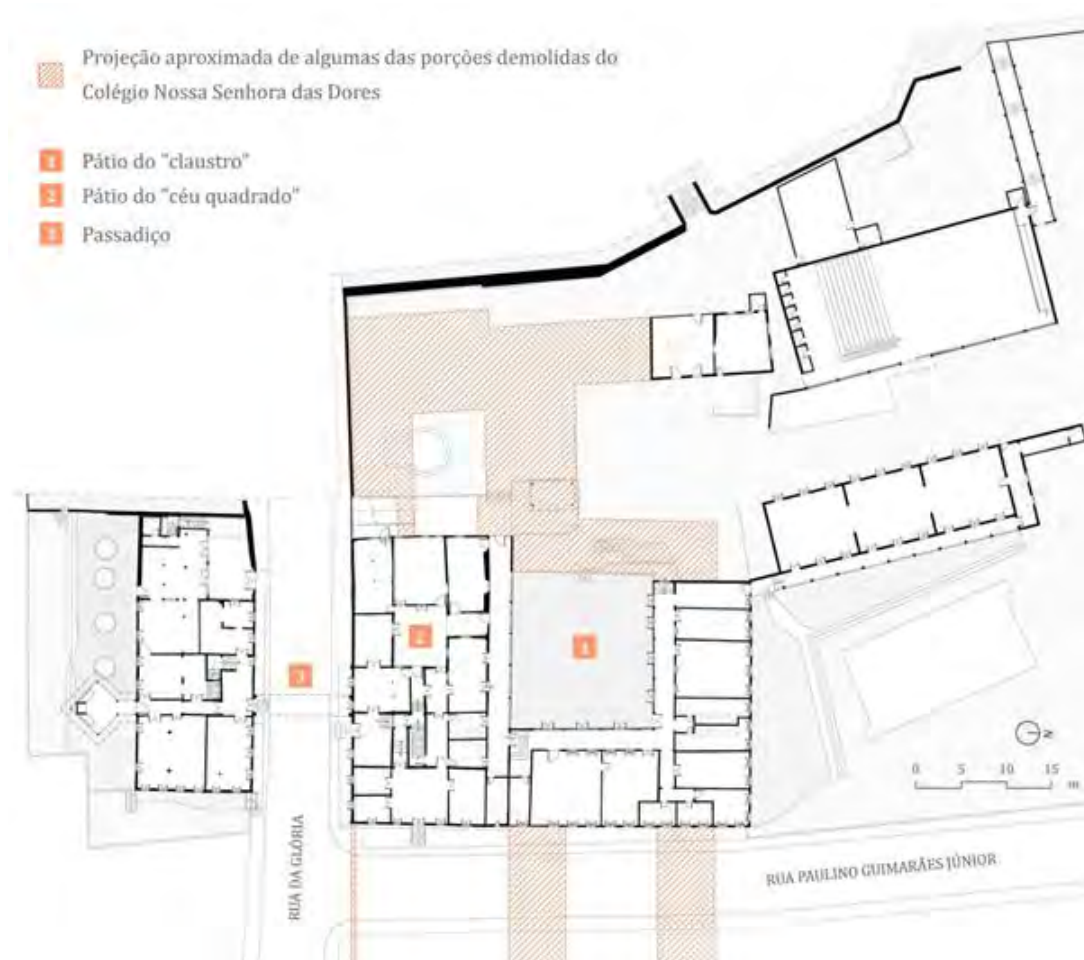 Projeção aproximada de algumas das porções demolidas do
Colégio Nossa Senhora das Dores
1 Pátio do "claustro"
2 Pátio do "céu quadrado"
3 Passadiço
2
1
3
N
0 5 10 15
m
RUA DA GLÓRIA
RUA PAULINO GUIMARÃES JÚNIOR